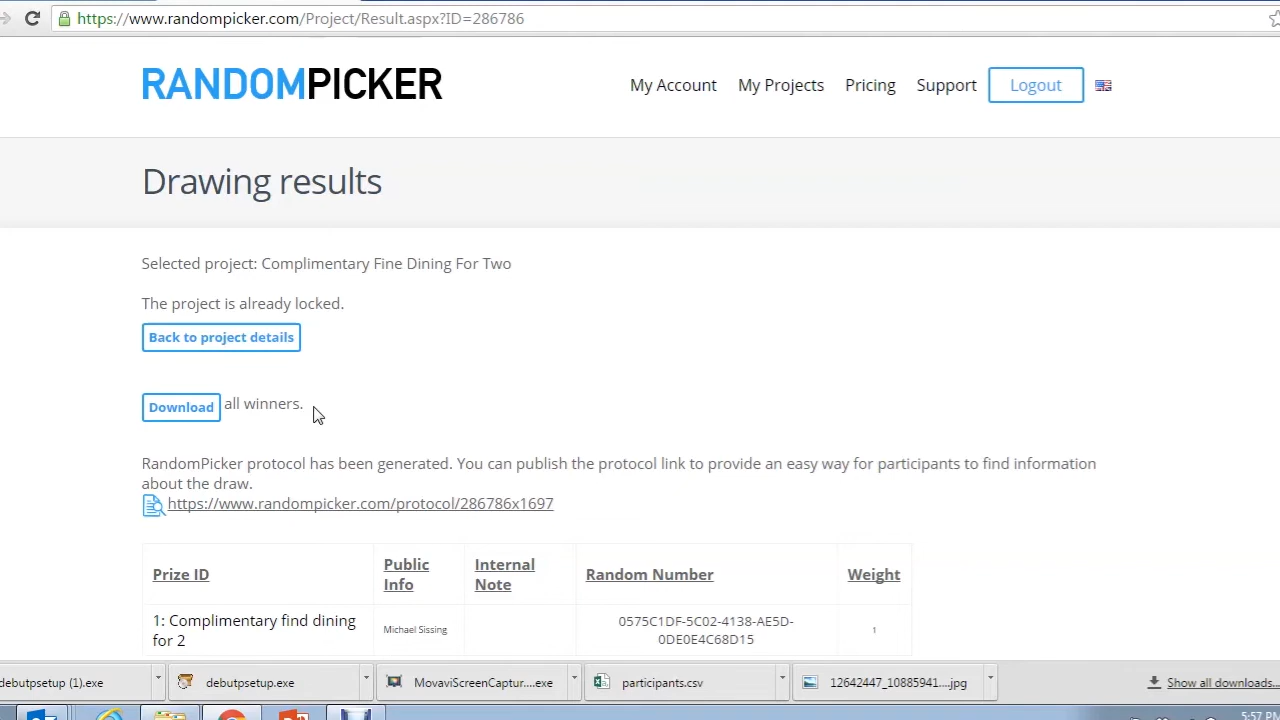 https://www.randompicker.com/Project/Result.aspx?ID=286786
RANDOMPICKER
My Account My Projects Pricing Support Logout
Drawing results
Selected project: Complimentary Fine Dining For Two
The project is already locked.
Back to project details
Download all winners.
RandomPicker protocol has been generated. You can publish the protocol link to provide an easy way for participants to find information
about the draw.
https://www.randompicker.com/protocol/286786x1697
Prize ID Public Info Internal Note Random Number Weight
1: Complimentary find dining
for 2
Michael Sissing
0575C1DF-5C02-4138-AE5D-
0DE0E4C68D15
1
debutpsetup (1).exe debutpsetup.exe MovaviScreenCaptur....exe participants.csv 12642447_10885941....jpg Show all downloads...
5:57 PM